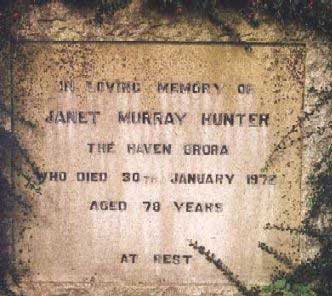 IN LOVING MEMORY OF
JANET MURRAY HUNTER
THE HAVEN BRORA
WHO DIED 30TH JANUARY 1972
AGED 78 YEARS
AT REST